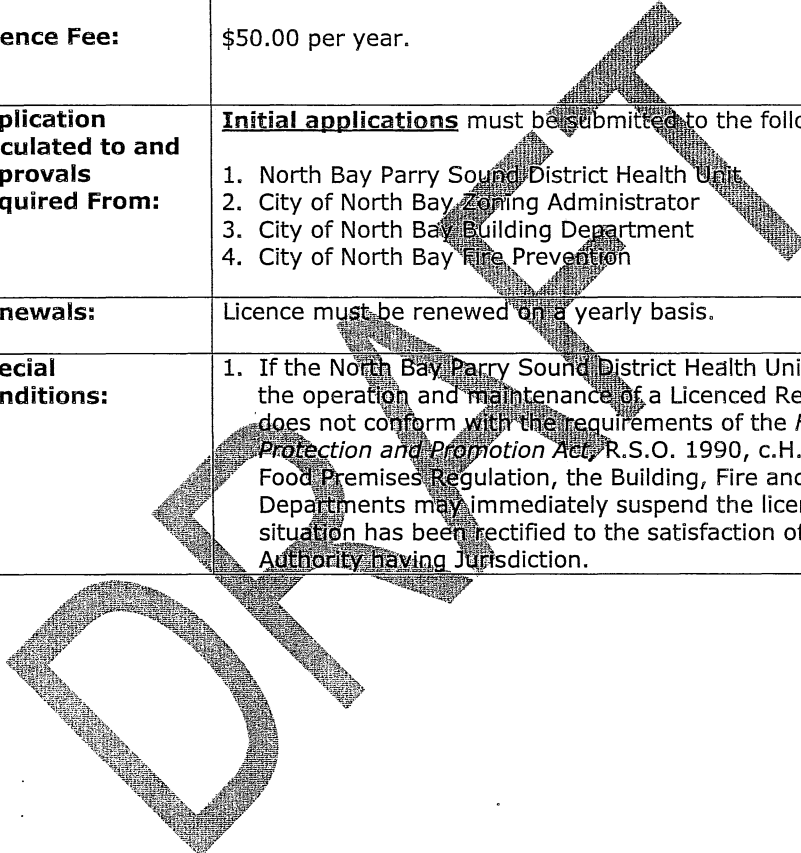 ence Fee: $50.00 per year.
plication Initial applications must be submitted to the follo
culated to and
provals 1. North Bay Parry Sound District Health Unit
quired From: 2. City of North Bay Zoning Administrator
3. City of North Bay Building Department
4. City of North Bay Fire Prevention
newals: Licence must be renewed on a yearly basis.
ecial 1. If the North Bay Parry Sound District Health Uni
nditions: the operation and maintenance of a Licenced Re
does not conform with the requirements of the
Protection and Promotion Act, R.S.O. 1990, c.H.
Food Premises Regulation, the Building, Fire and
Departments may immediately suspend the licen
situation has been rectified to the satisfaction of
Authority having Jurisdiction.
DRAFT